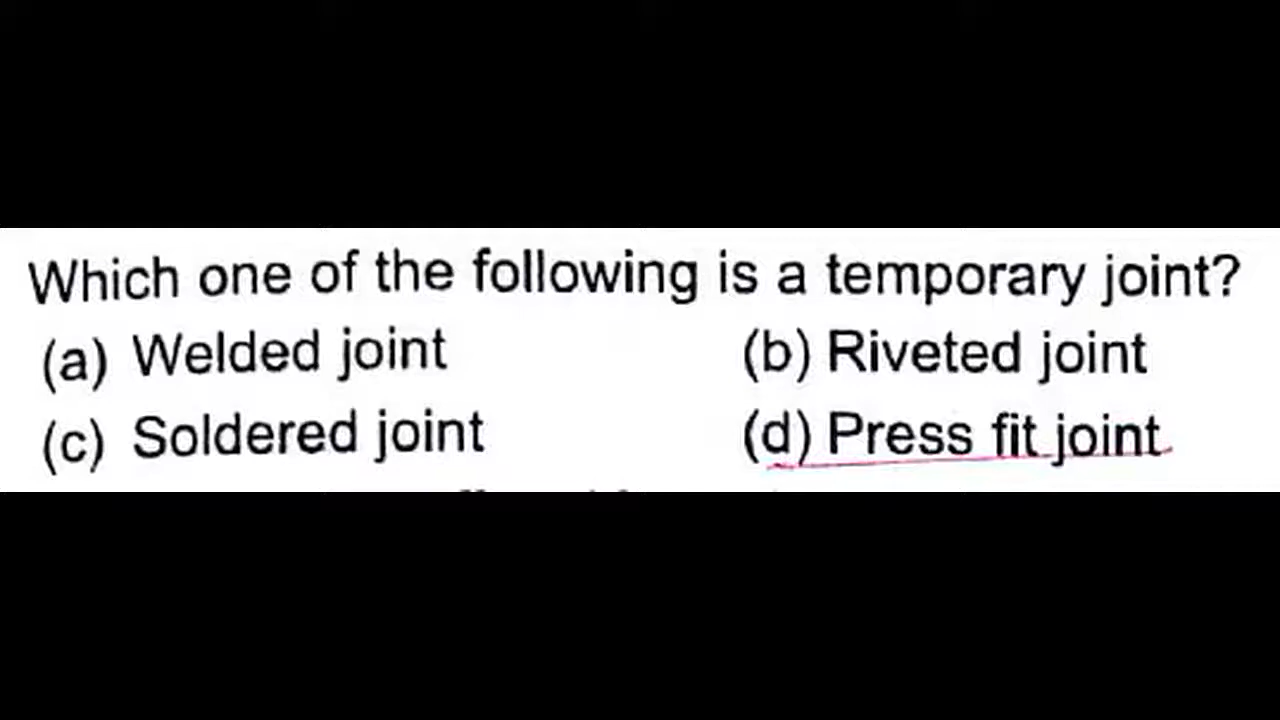 Which one of the following is a temporary joint?
(a) Welded joint (b) Riveted joint
(c) Soldered joint (d) Press fit joint